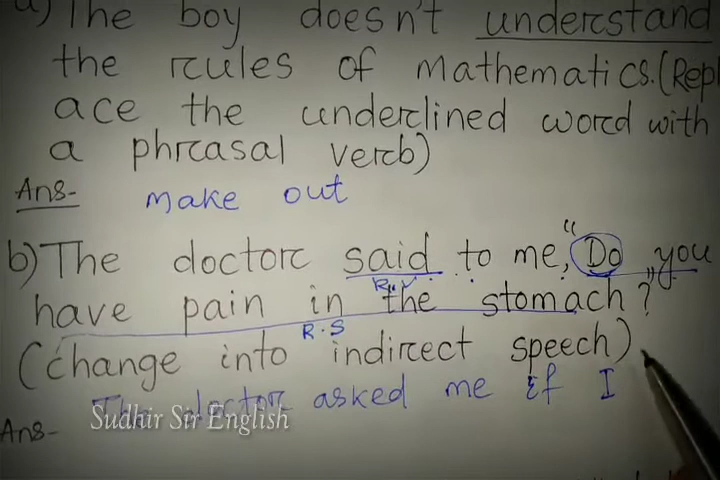 a) The boy doesn't understand
the rules of Mathematics.(Repl
ace the underlined word with
a phrasal verb)
Ans- make out
b) The doctor said to me, "Do you
R.V
have pain in the stomach?"
R.S
(change into indirect speech)
Ans- The doctor asked me if I
Sudhir Sir English